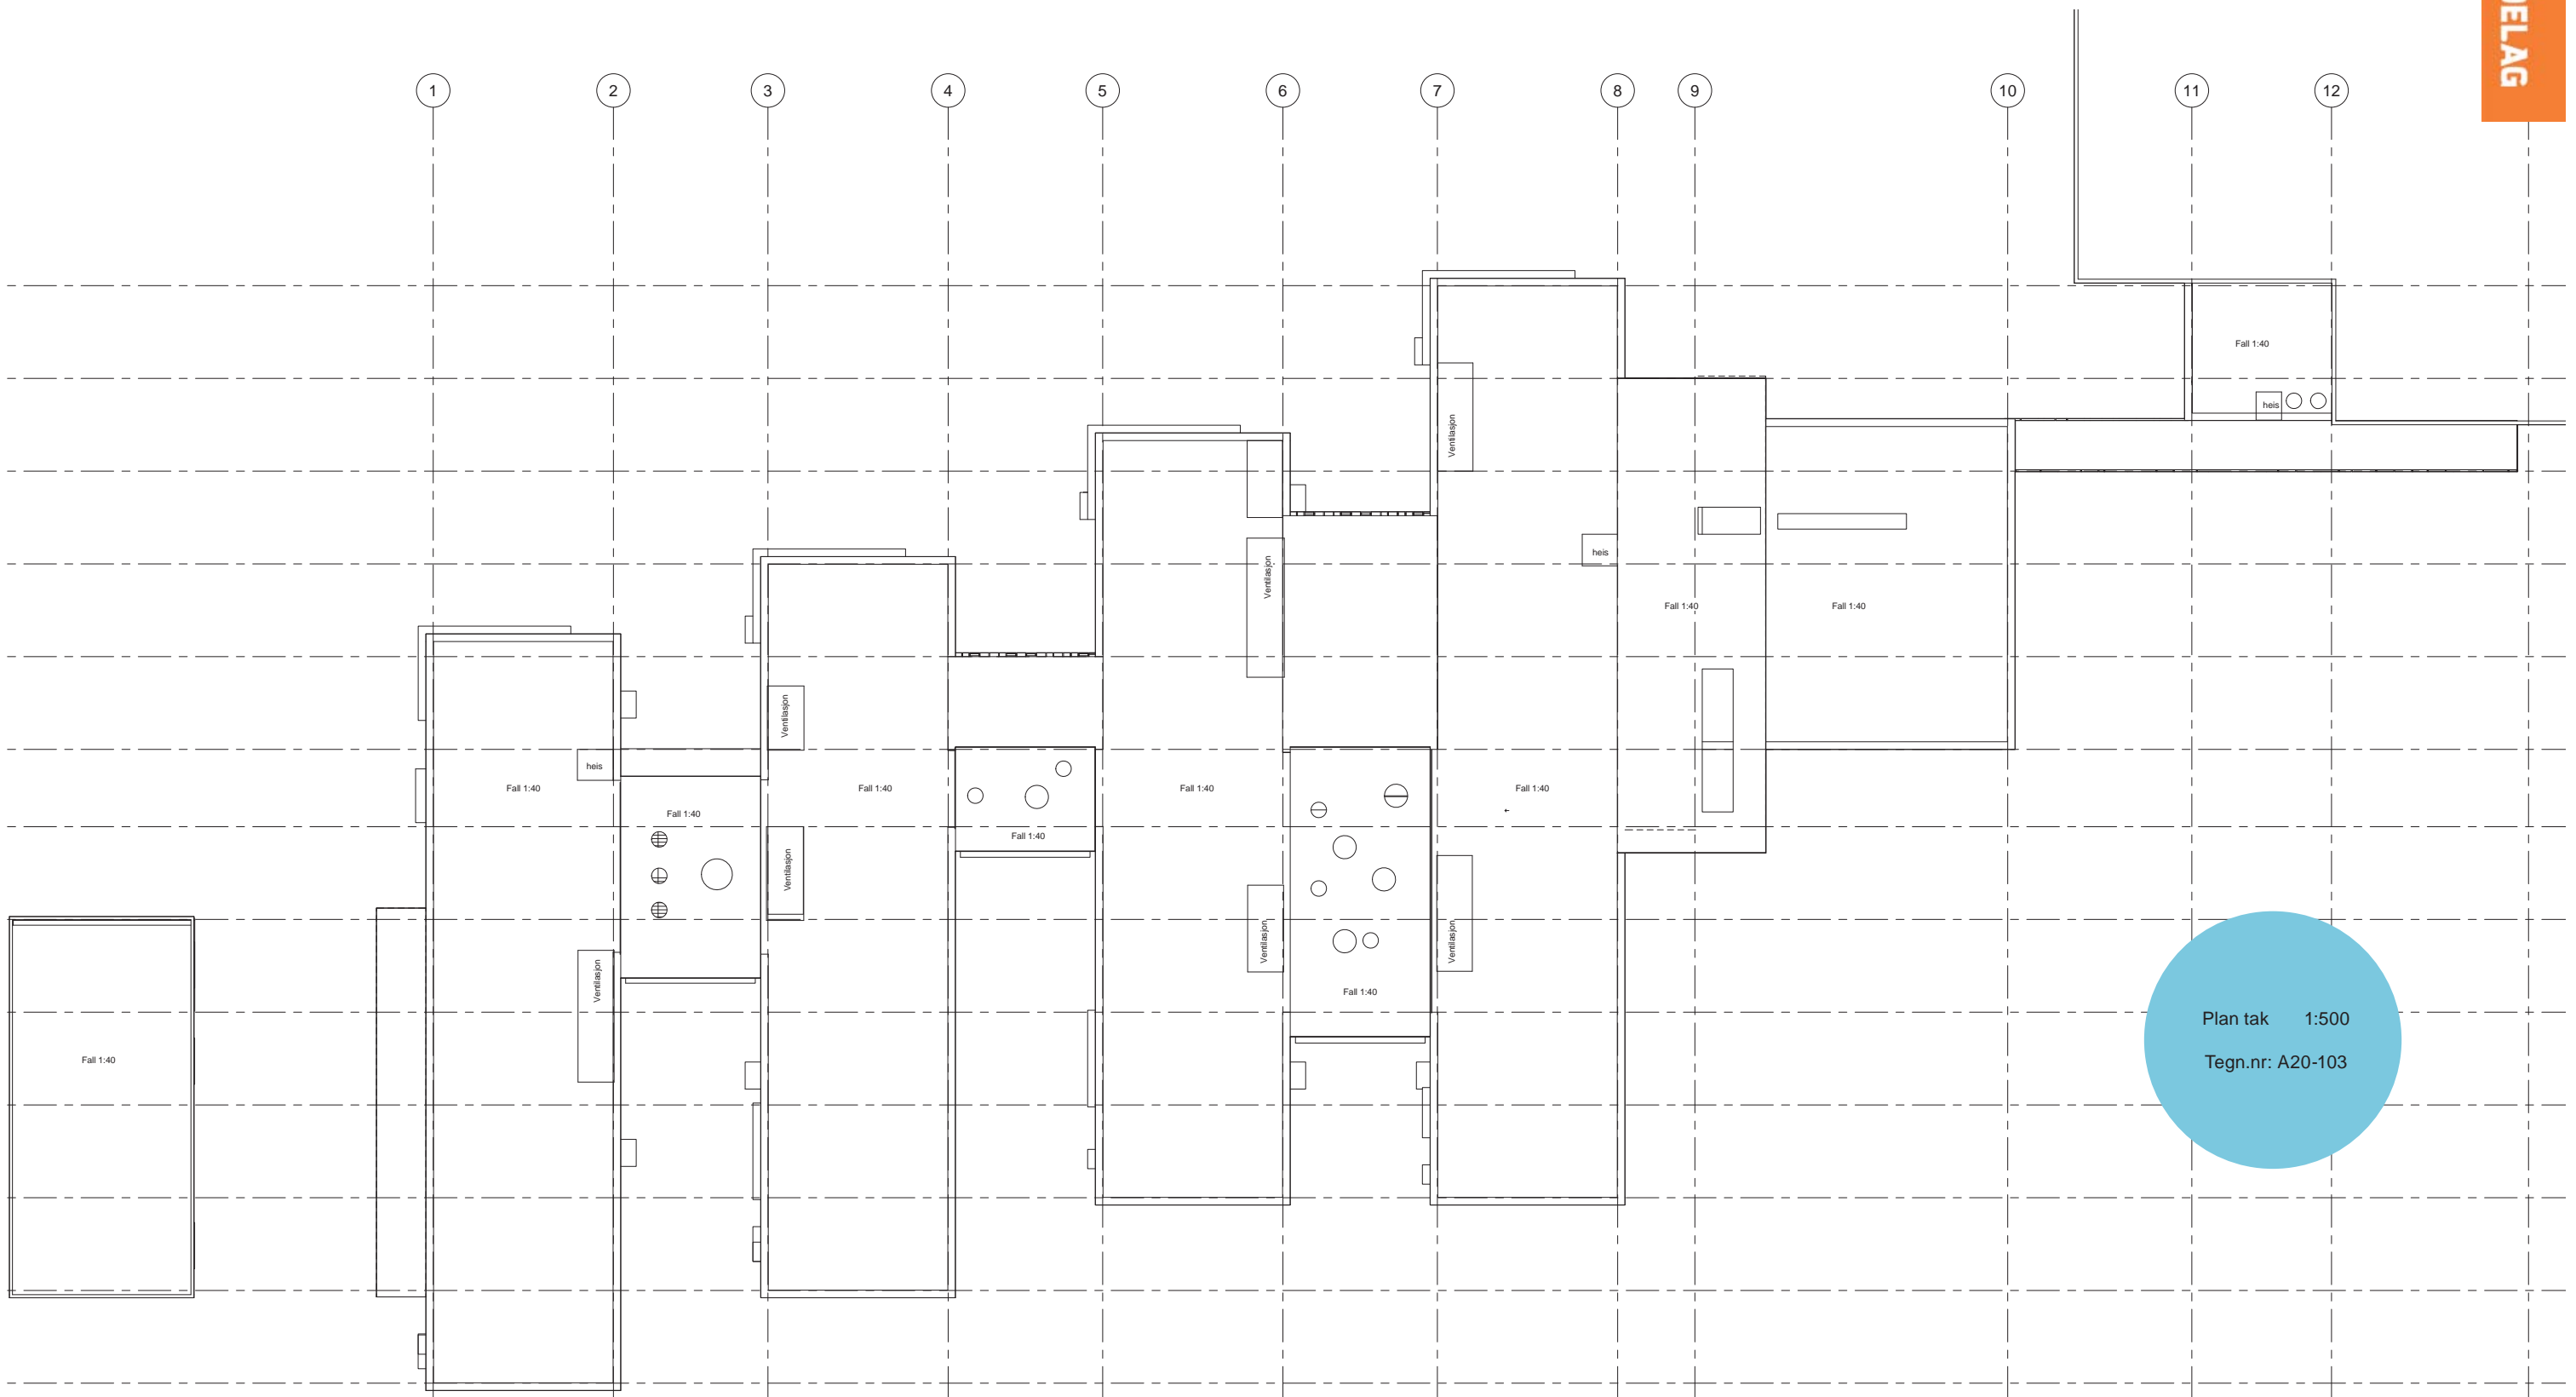 1 2 3 4 5 6 7 8 9 10 11 12
Fall 1:40
heis
Ventilasjon
Ventilasjon
Ventilasjon
heis
Fall 1:40 Fall 1:40
Ventilasjon
heis
Fall 1:40 Fall 1:40 Fall 1:40 Fall 1:40
Fall 1:40
Fall 1:40
Ventilasjon
Ventilasjon
Ventilasjon
Ventilasjon
Fall 1:40
Fall 1:40
Plan tak 1:500
Tegn.nr: A20-103